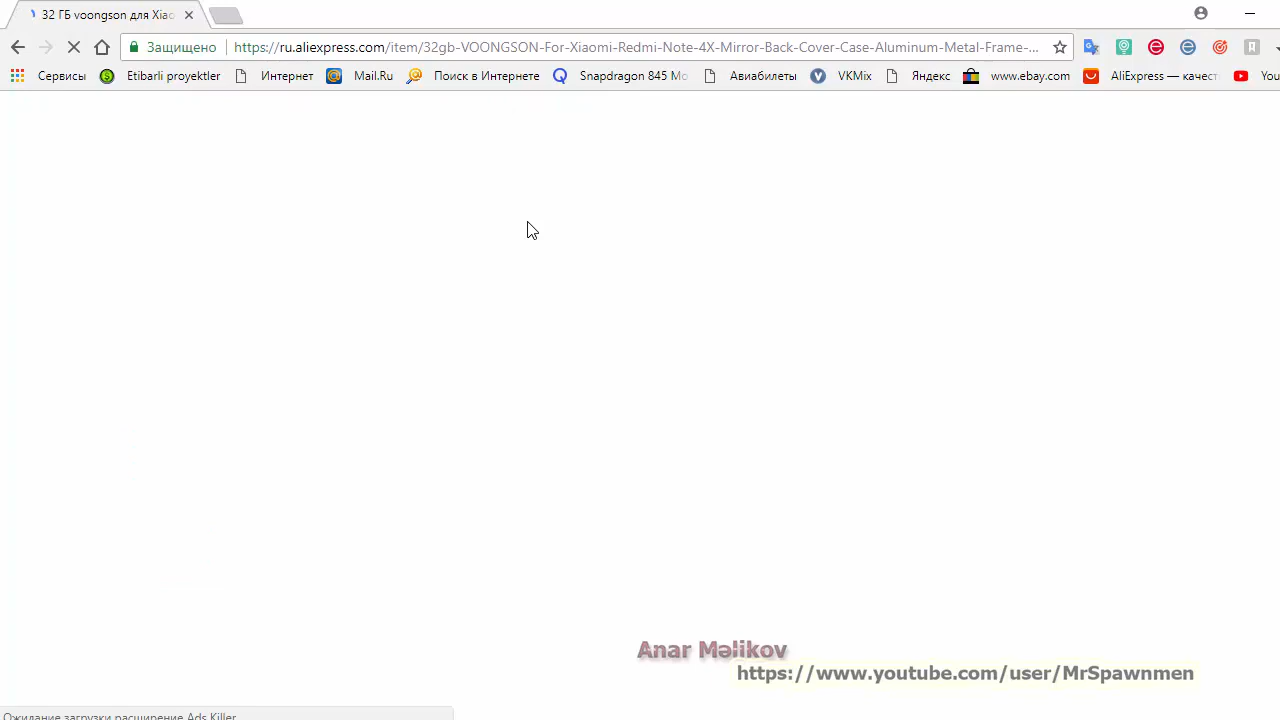 32 ГБ voongson для Xiao
Защищено
https://ru.aliexpress.com/item/32gb-VOONGSON-For-Xiaomi-Redmi-Note-4X-Mirror-Back-Cover-Case-Aluminum-Metal-Frame-...
Сервисы Etibarli proyektler Интернет Mail.Ru Поиск в Интернете Snapdragon 845 Mo Авиабилеты VKMix Яндекс www.ebay.com AliExpress — качест You
Anar Məlikov
https://www.youtube.com/user/MrSpawnmen
Ожидание загрузки расширение Ads Killer